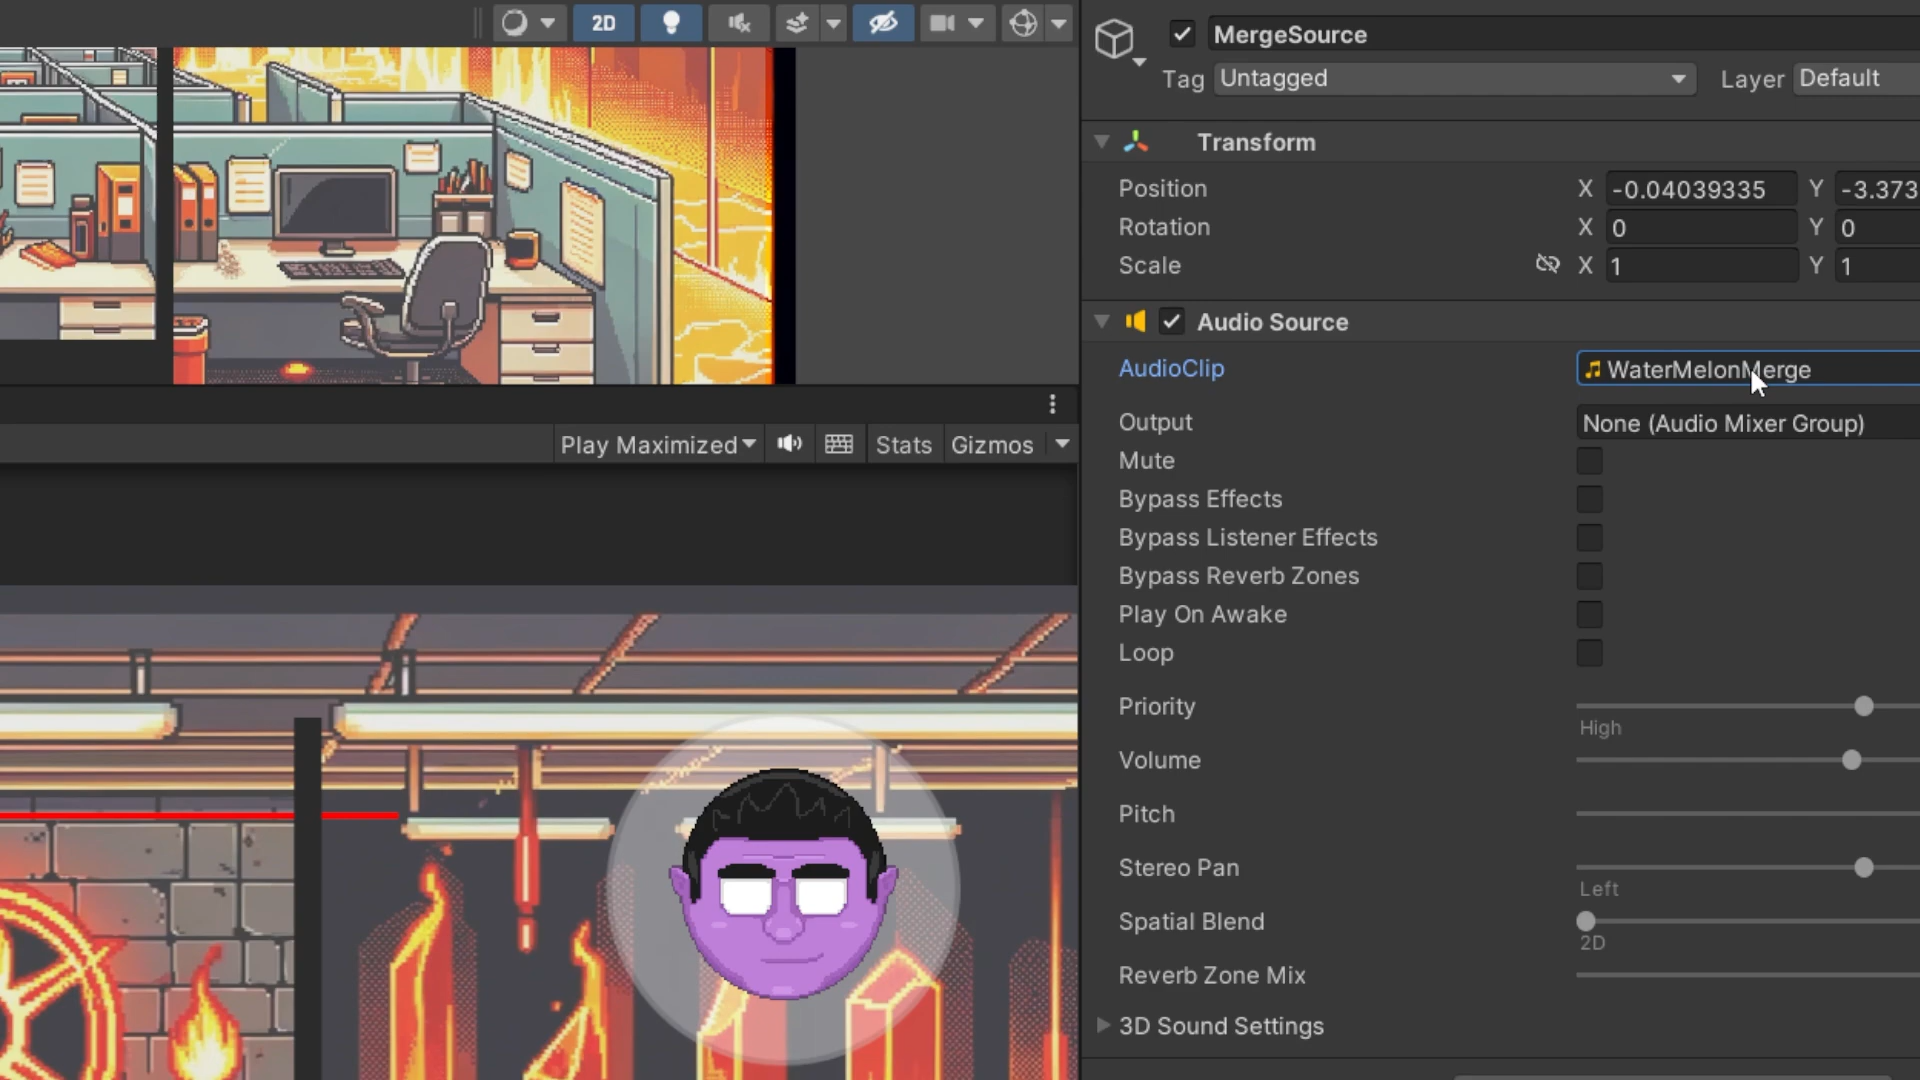 2D
MergeSource
Tag Untagged Layer Default
Transform
Position X -0.04039335 Y -3.373
Rotation X 0 Y 0
Scale X 1 Y 1
Audio Source
AudioClip WaterMelonMerge
Output None (Audio Mixer Group)
Play Maximized Stats Gizmos
Mute
Bypass Effects
Bypass Listener Effects
Bypass Reverb Zones
Play On Awake
Loop
Priority
High
Volume
Pitch
Stereo Pan
Left
Spatial Blend
2D
Reverb Zone Mix
3D Sound Settings